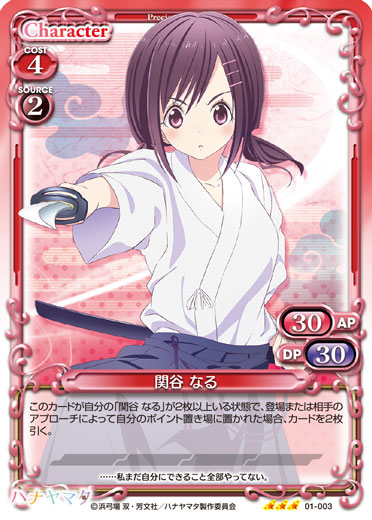 Preci
Character
COST
4
SOURCE
2
30 AP
DP 30
関谷 なる
このカードが自分の「関谷 なる」が2枚以上いる状態で、登場または相手の
アプローチによって自分のポイント置き場に置かれた場合、カードを2枚
引く。
……私まだ自分にできること全部やってない。
ハナヤマタ
©浜弓場 双・芳文社／ハナヤマタ製作委員会
01-003